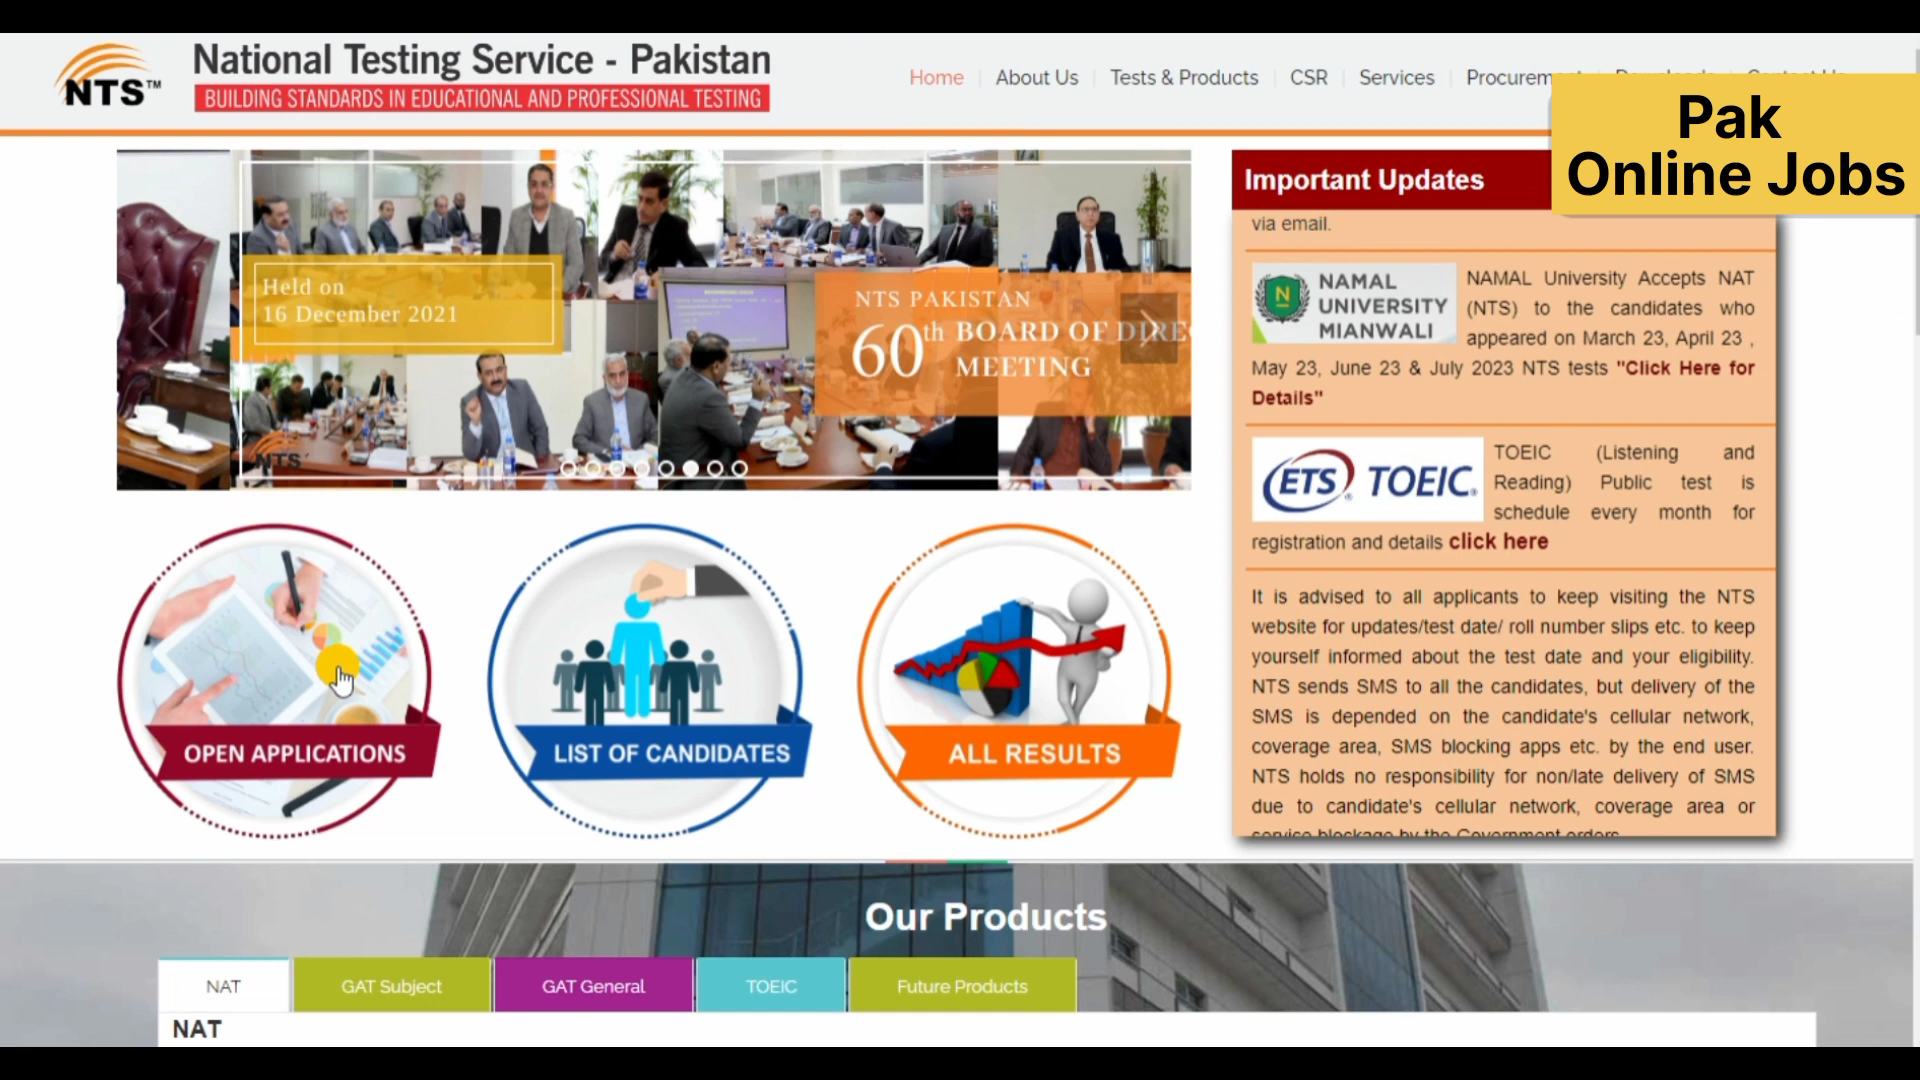 NTS™
National Testing Service - Pakistan
BUILDING STANDARDS IN EDUCATIONAL AND PROFESSIONAL TESTING
Home
About Us
Tests & Products
CSR
Services
Procurement
Pak
Online Jobs
Held on
16 December 2021
NTS PAKISTAN
60th BOARD OF DIREC
MEETING
NTS
Important Updates
via email.
NAMAL
UNIVERSITY
MIANWALI
NAMAL University Accepts NAT
(NTS) to the candidates who
appeared on March 23, April 23 ,
May 23, June 23 & July 2023 NTS tests "Click Here for
Details"
ETS® TOEIC®
TOEIC (Listening and
Reading) Public test is
schedule every month for
registration and details click here
It is advised to all applicants to keep visiting the NTS
website for updates/test date/ roll number slips etc. to keep
yourself informed about the test date and your eligibility.
NTS sends SMS to all the candidates, but delivery of the
SMS is depended on the candidate's cellular network,
coverage area, SMS blocking apps etc. by the end user.
NTS holds no responsibility for non/late delivery of SMS
due to candidate's cellular network, coverage area or
service blockage by the Government orders.
OPEN APPLICATIONS
LIST OF CANDIDATES
ALL RESULTS
Our Products
NAT
GAT Subject
GAT General
TOEIC
Future Products
NAT